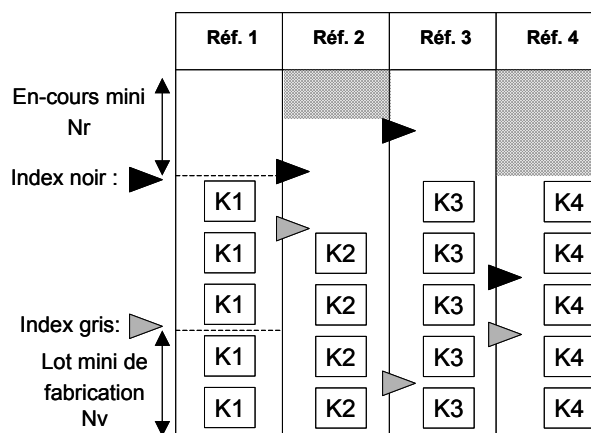 Réf. 1 Réf. 2 Réf. 3 Réf. 4
En-cours mini
Nr
Index noir :
K1 K3 K4
K1 K2 K3 K4
K1 K2 K3 K4
Index gris:
K1 K2 K3 K4
Lot mini de
fabrication
Nv
K1 K2 K3 K4